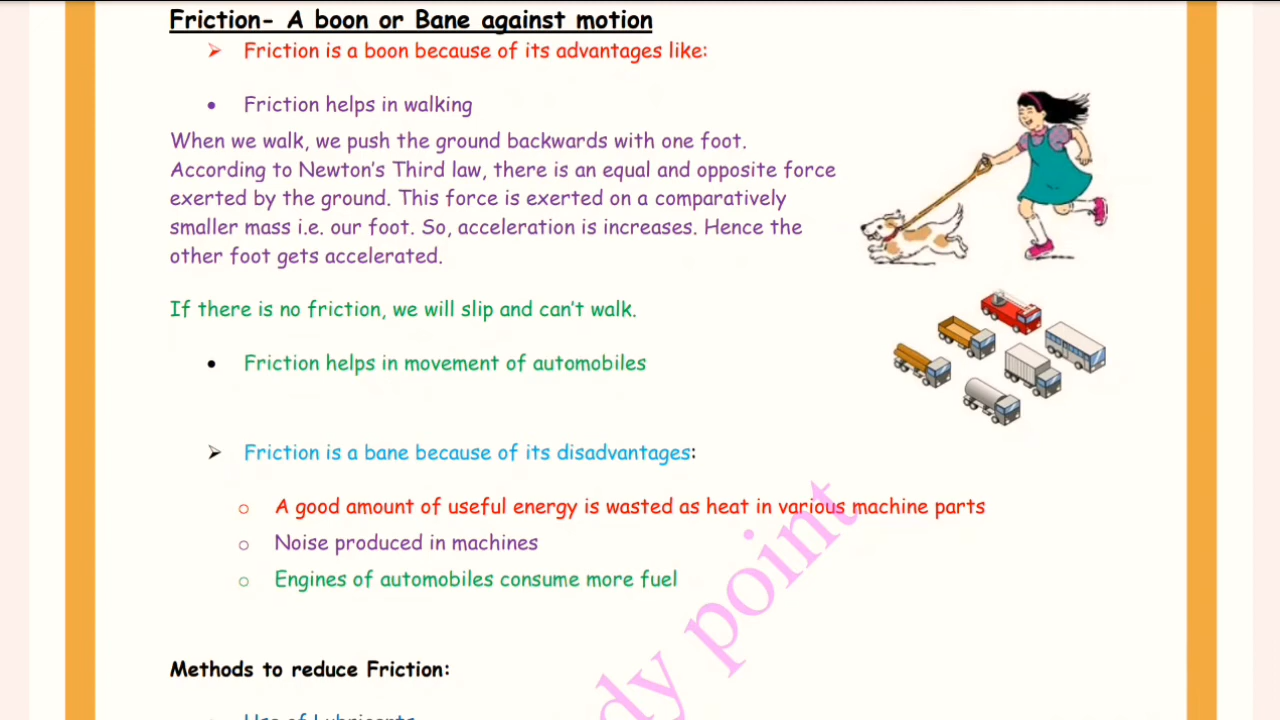 Friction- A boon or Bane against motion
Friction is a boon because of its advantages like:
Friction helps in walking
When we walk, we push the ground backwards with one foot.
According to Newton's Third law, there is an equal and opposite force
exerted by the ground. This force is exerted on a comparatively
smaller mass i.e. our foot. So, acceleration is increases. Hence the
other foot gets accelerated.
If there is no friction, we will slip and can't walk.
Friction helps in movement of automobiles
Friction is a bane because of its disadvantages:
A good amount of useful energy is wasted as heat in various machine parts
Noise produced in machines
Engines of automobiles consume more fuel
point
Methods to reduce Friction:
Use of Lubricants